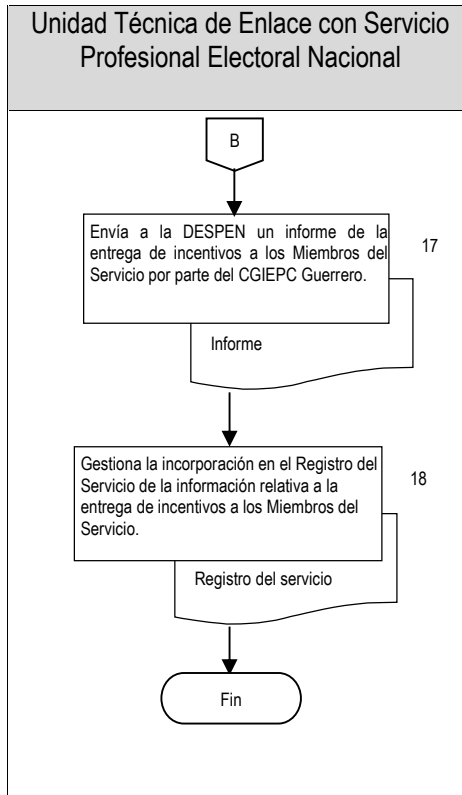 Unidad Técnica de Enlace con Servicio
Profesional Electoral Nacional
B
Envía a la DESPEN un informe de la
entrega de incentivos a los Miembros del
Servicio por parte del CGIEPC Guerrero.
17
Informe
Gestiona la incorporación en el Registro del
Servicio de la información relativa a la
entrega de incentivos a los Miembros del
Servicio.
18
Registro del servicio
Fin